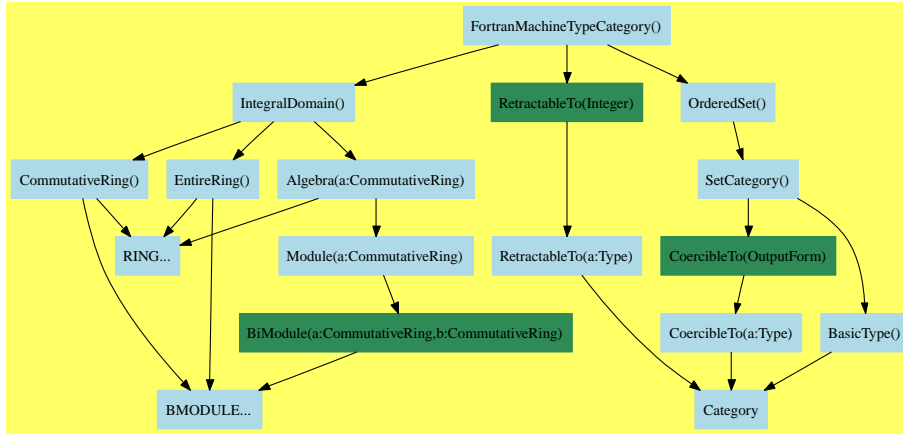 FortranMachineTypeCategory()
IntegralDomain()
RetractableTo(Integer)
OrderedSet()
CommutativeRing()
EntireRing()
Algebra(a:CommutativeRing)
SetCategory()
RING...
Module(a:CommutativeRing)
RetractableTo(a:Type)
CoercibleTo(OutputForm)
BiModule(a:CommutativeRing,b:CommutativeRing)
CoercibleTo(a:Type)
BasicType()
BMODULE...
Category